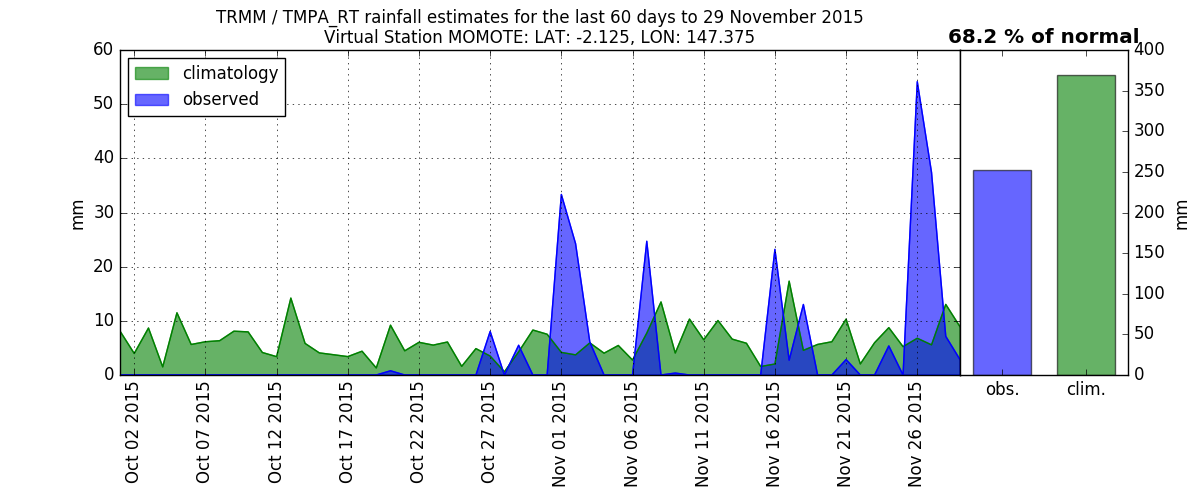 TRMM / TMPA_RT rainfall estimates for the last 60 days to 29 November 2015
Virtual Station MOMOTE: LAT: -2.125, LON: 147.375
68.2 % of normal
climatology
observed
60
50
40
30
20
10
0
mm
400
350
300
250
200
150
100
50
0
mm
Oct 02 2015
Oct 07 2015
Oct 12 2015
Oct 17 2015
Oct 22 2015
Oct 27 2015
Nov 01 2015
Nov 06 2015
Nov 11 2015
Nov 16 2015
Nov 21 2015
Nov 26 2015
obs.
clim.